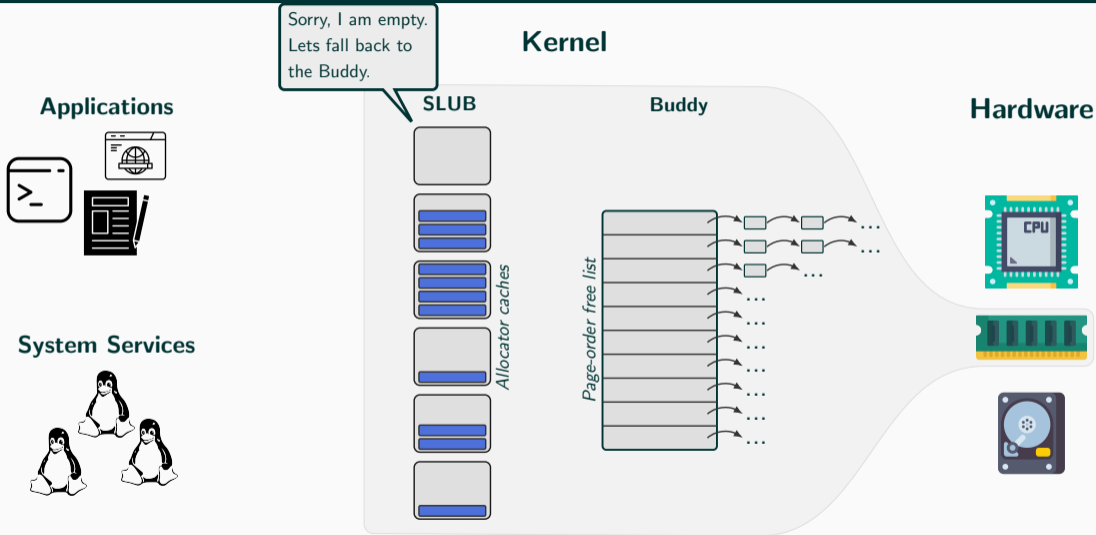 Sorry, I am empty.
Lets fall back to
the Buddy.
Kernel
Applications
SLUB
Buddy
Hardware
>_
CPU
Allocator caches
Page-order free list
...
...
...
...
...
...
...
...
...
...
System Services